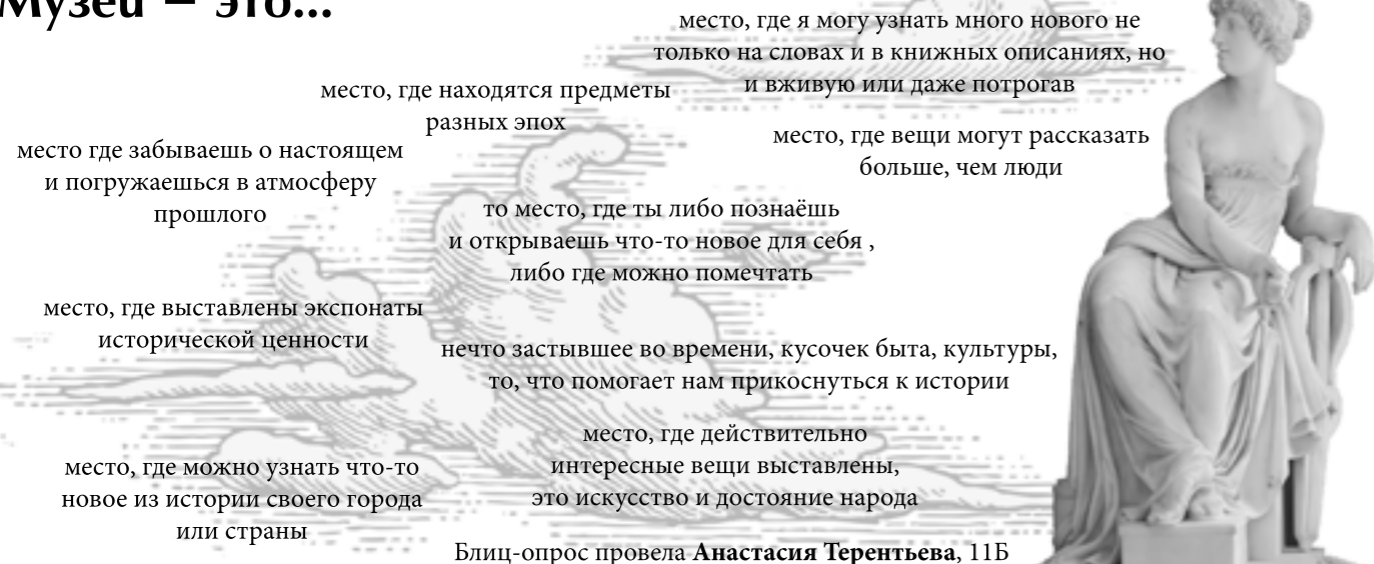 Музей – это...
место, где я могу узнать много нового не
только на словах и в книжных описаниях, но
и вживую или даже потрогав
место, где находятся предметы
разных эпох
место, где вещи могут рассказать
больше, чем люди
место где забываешь о настоящем
и погружаешься в атмосферу
прошлого
то место, где ты либо познаёшь
и открываешь что-то новое для себя ,
либо где можно помечтать
место, где выставлены экспонаты
исторической ценности
нечто застывшее во времени, кусочек быта, культуры,
то, что помогает нам прикоснуться к истории
место, где действительно
интересные вещи выставлены,
это искусство и достояние народа
место, где можно узнать что-то
новое из истории своего города
или страны
Блиц-опрос провела Анастасия Терентьева, 11Б